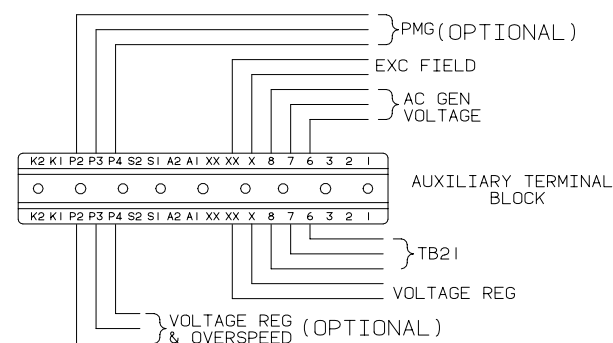 PMG (OPTIONAL)
EXC FIELD
AC GEN
VOLTAGE
K2 K1 P2 P3 P4 S2 S1 A2 A1 XX XX X 8 7 6 3 2 1
AUXILIARY TERMINAL
BLOCK
K2 K1 P2 P3 P4 S2 S1 A2 A1 XX XX X 8 7 6 3 2 1
TB21
VOLTAGE REG
VOLTAGE REG
& OVERSPEED (OPTIONAL)